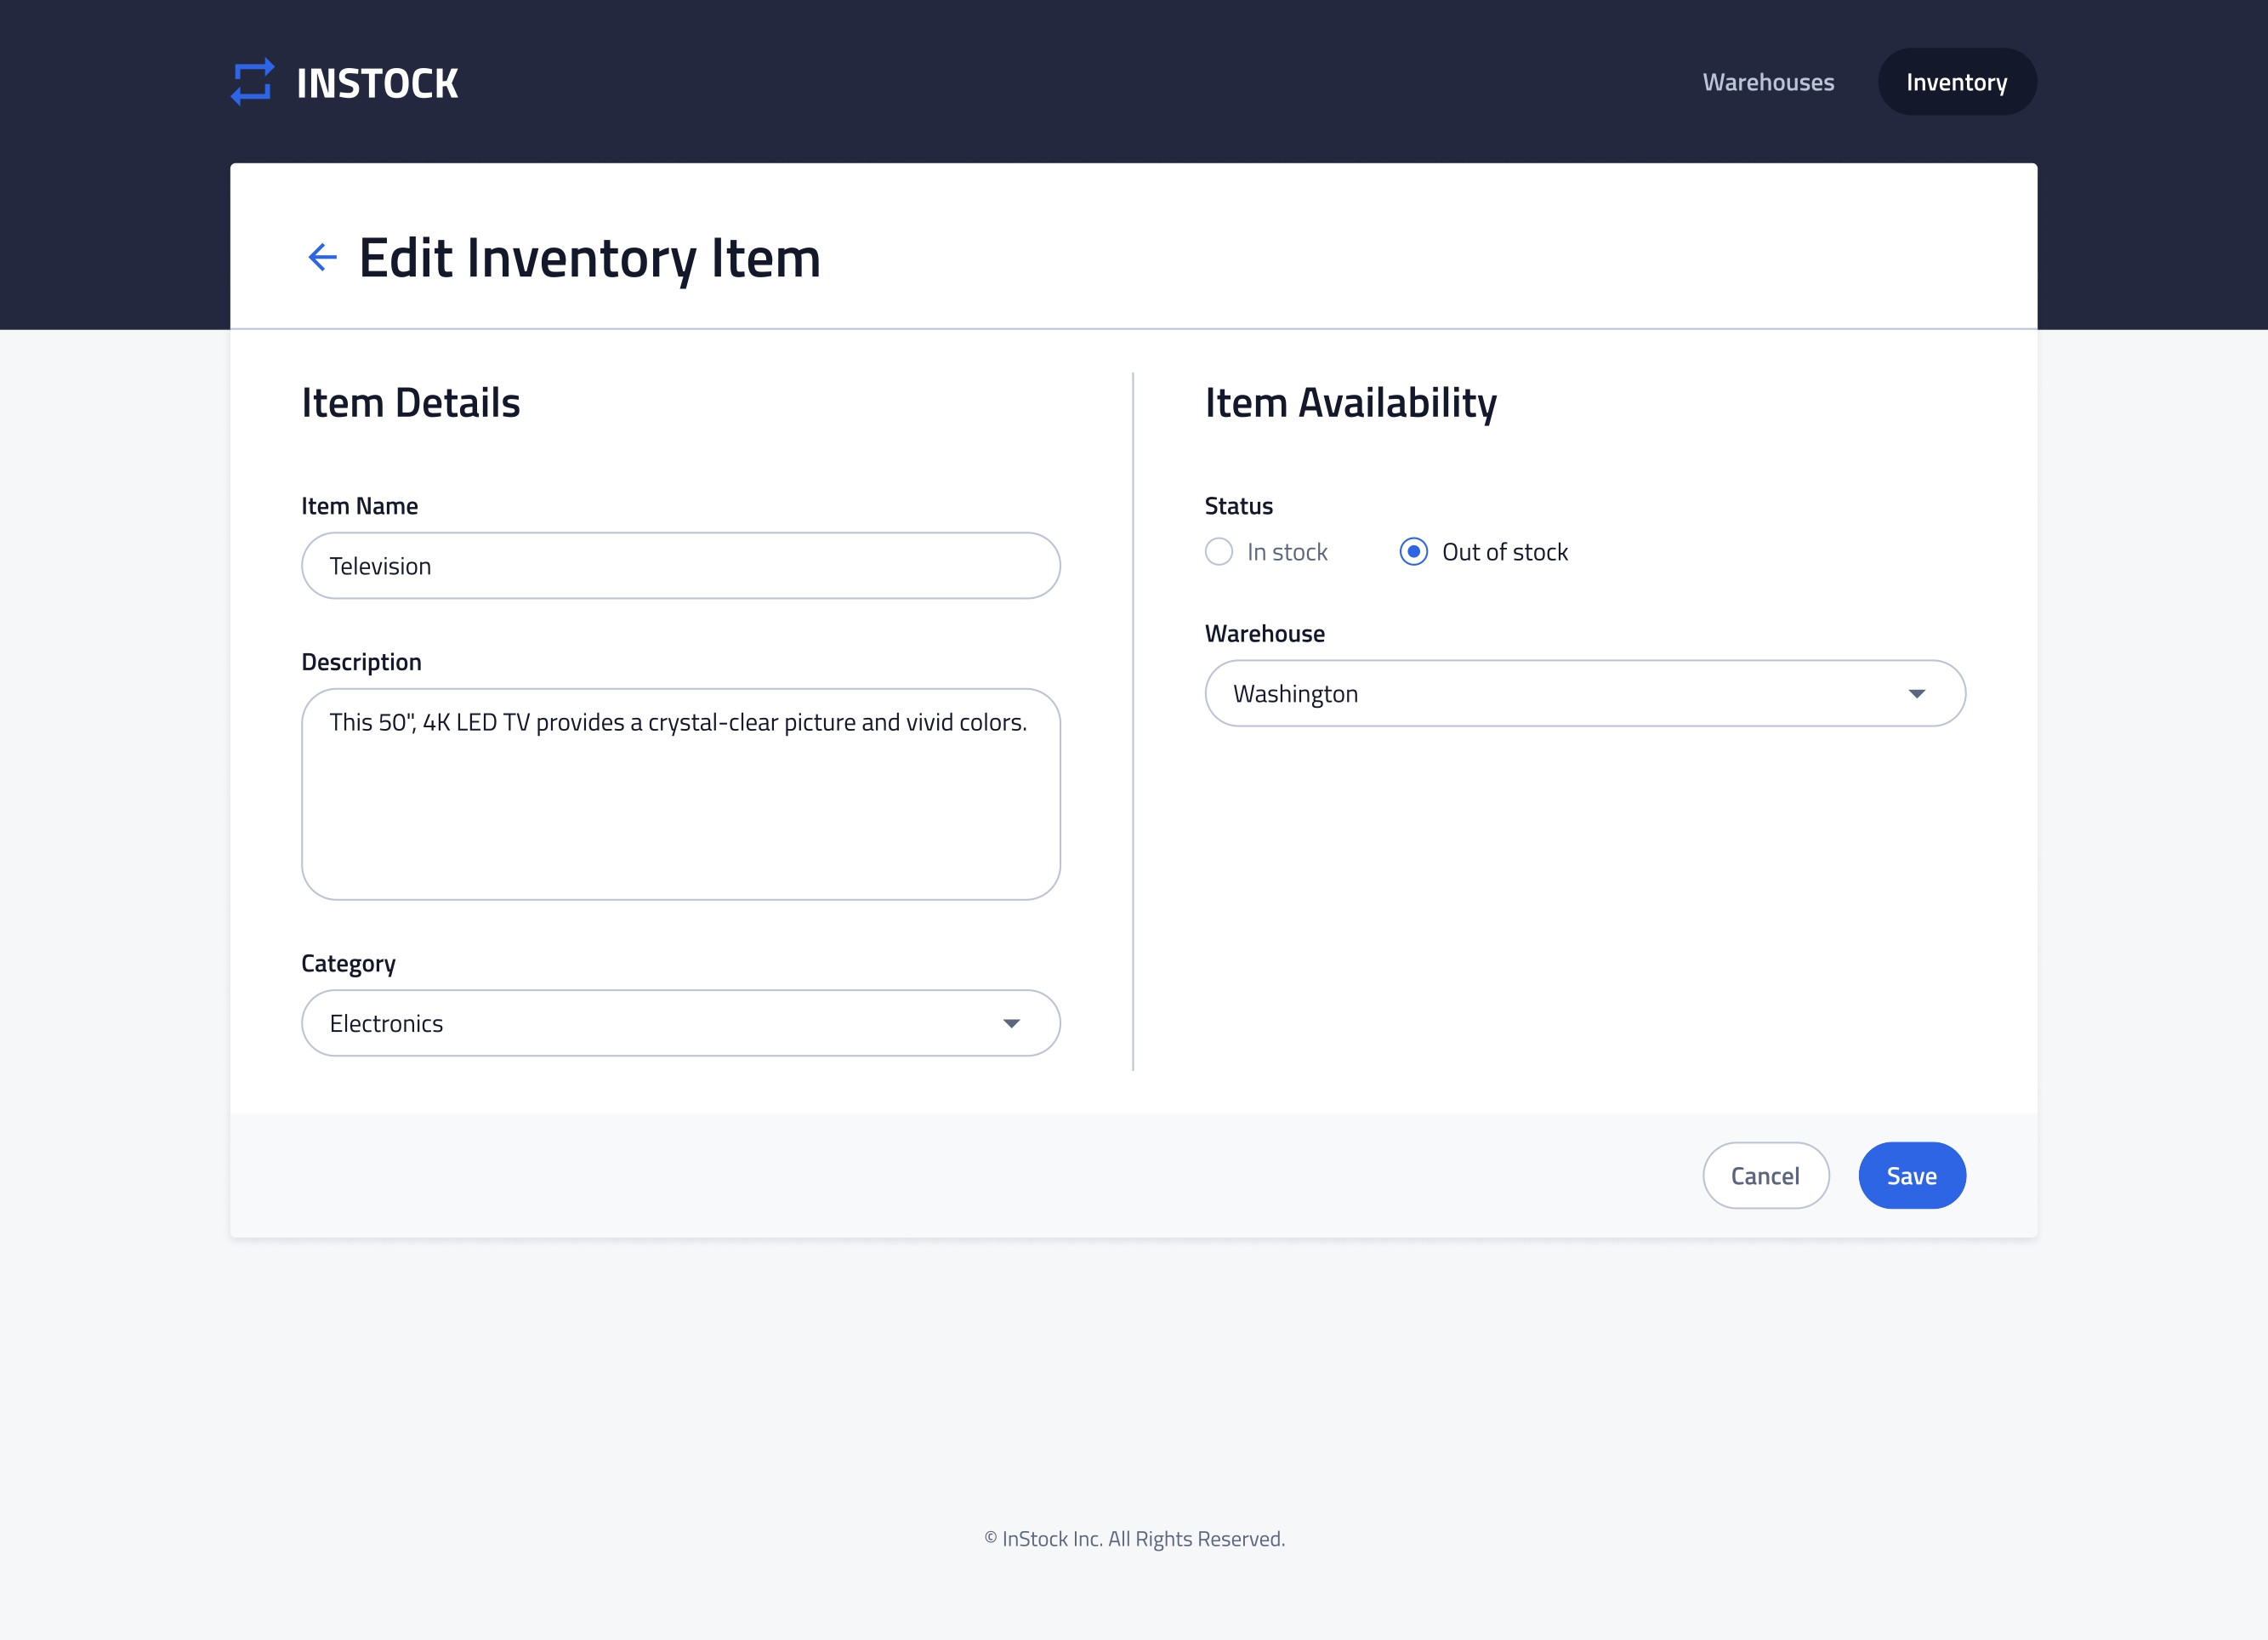 INSTOCK
Warehouses
Inventory
Edit Inventory Item
Item Details
Item Name
Television
Description
This 50", 4K LED TV provides a crystal-clear picture and vivid colors.
Category
Electronics
Item Availability
Status
In stock
Out of stock
Warehouse
Washington
Cancel
Save
© InStock Inc. All Rights Reserved.